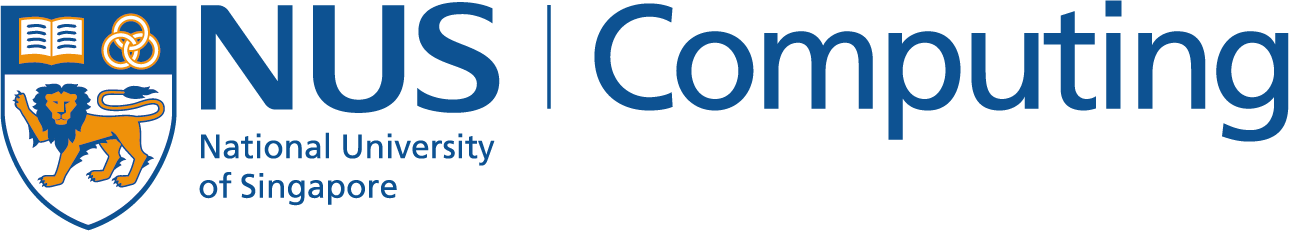 NUS | Computing
National University
of Singapore